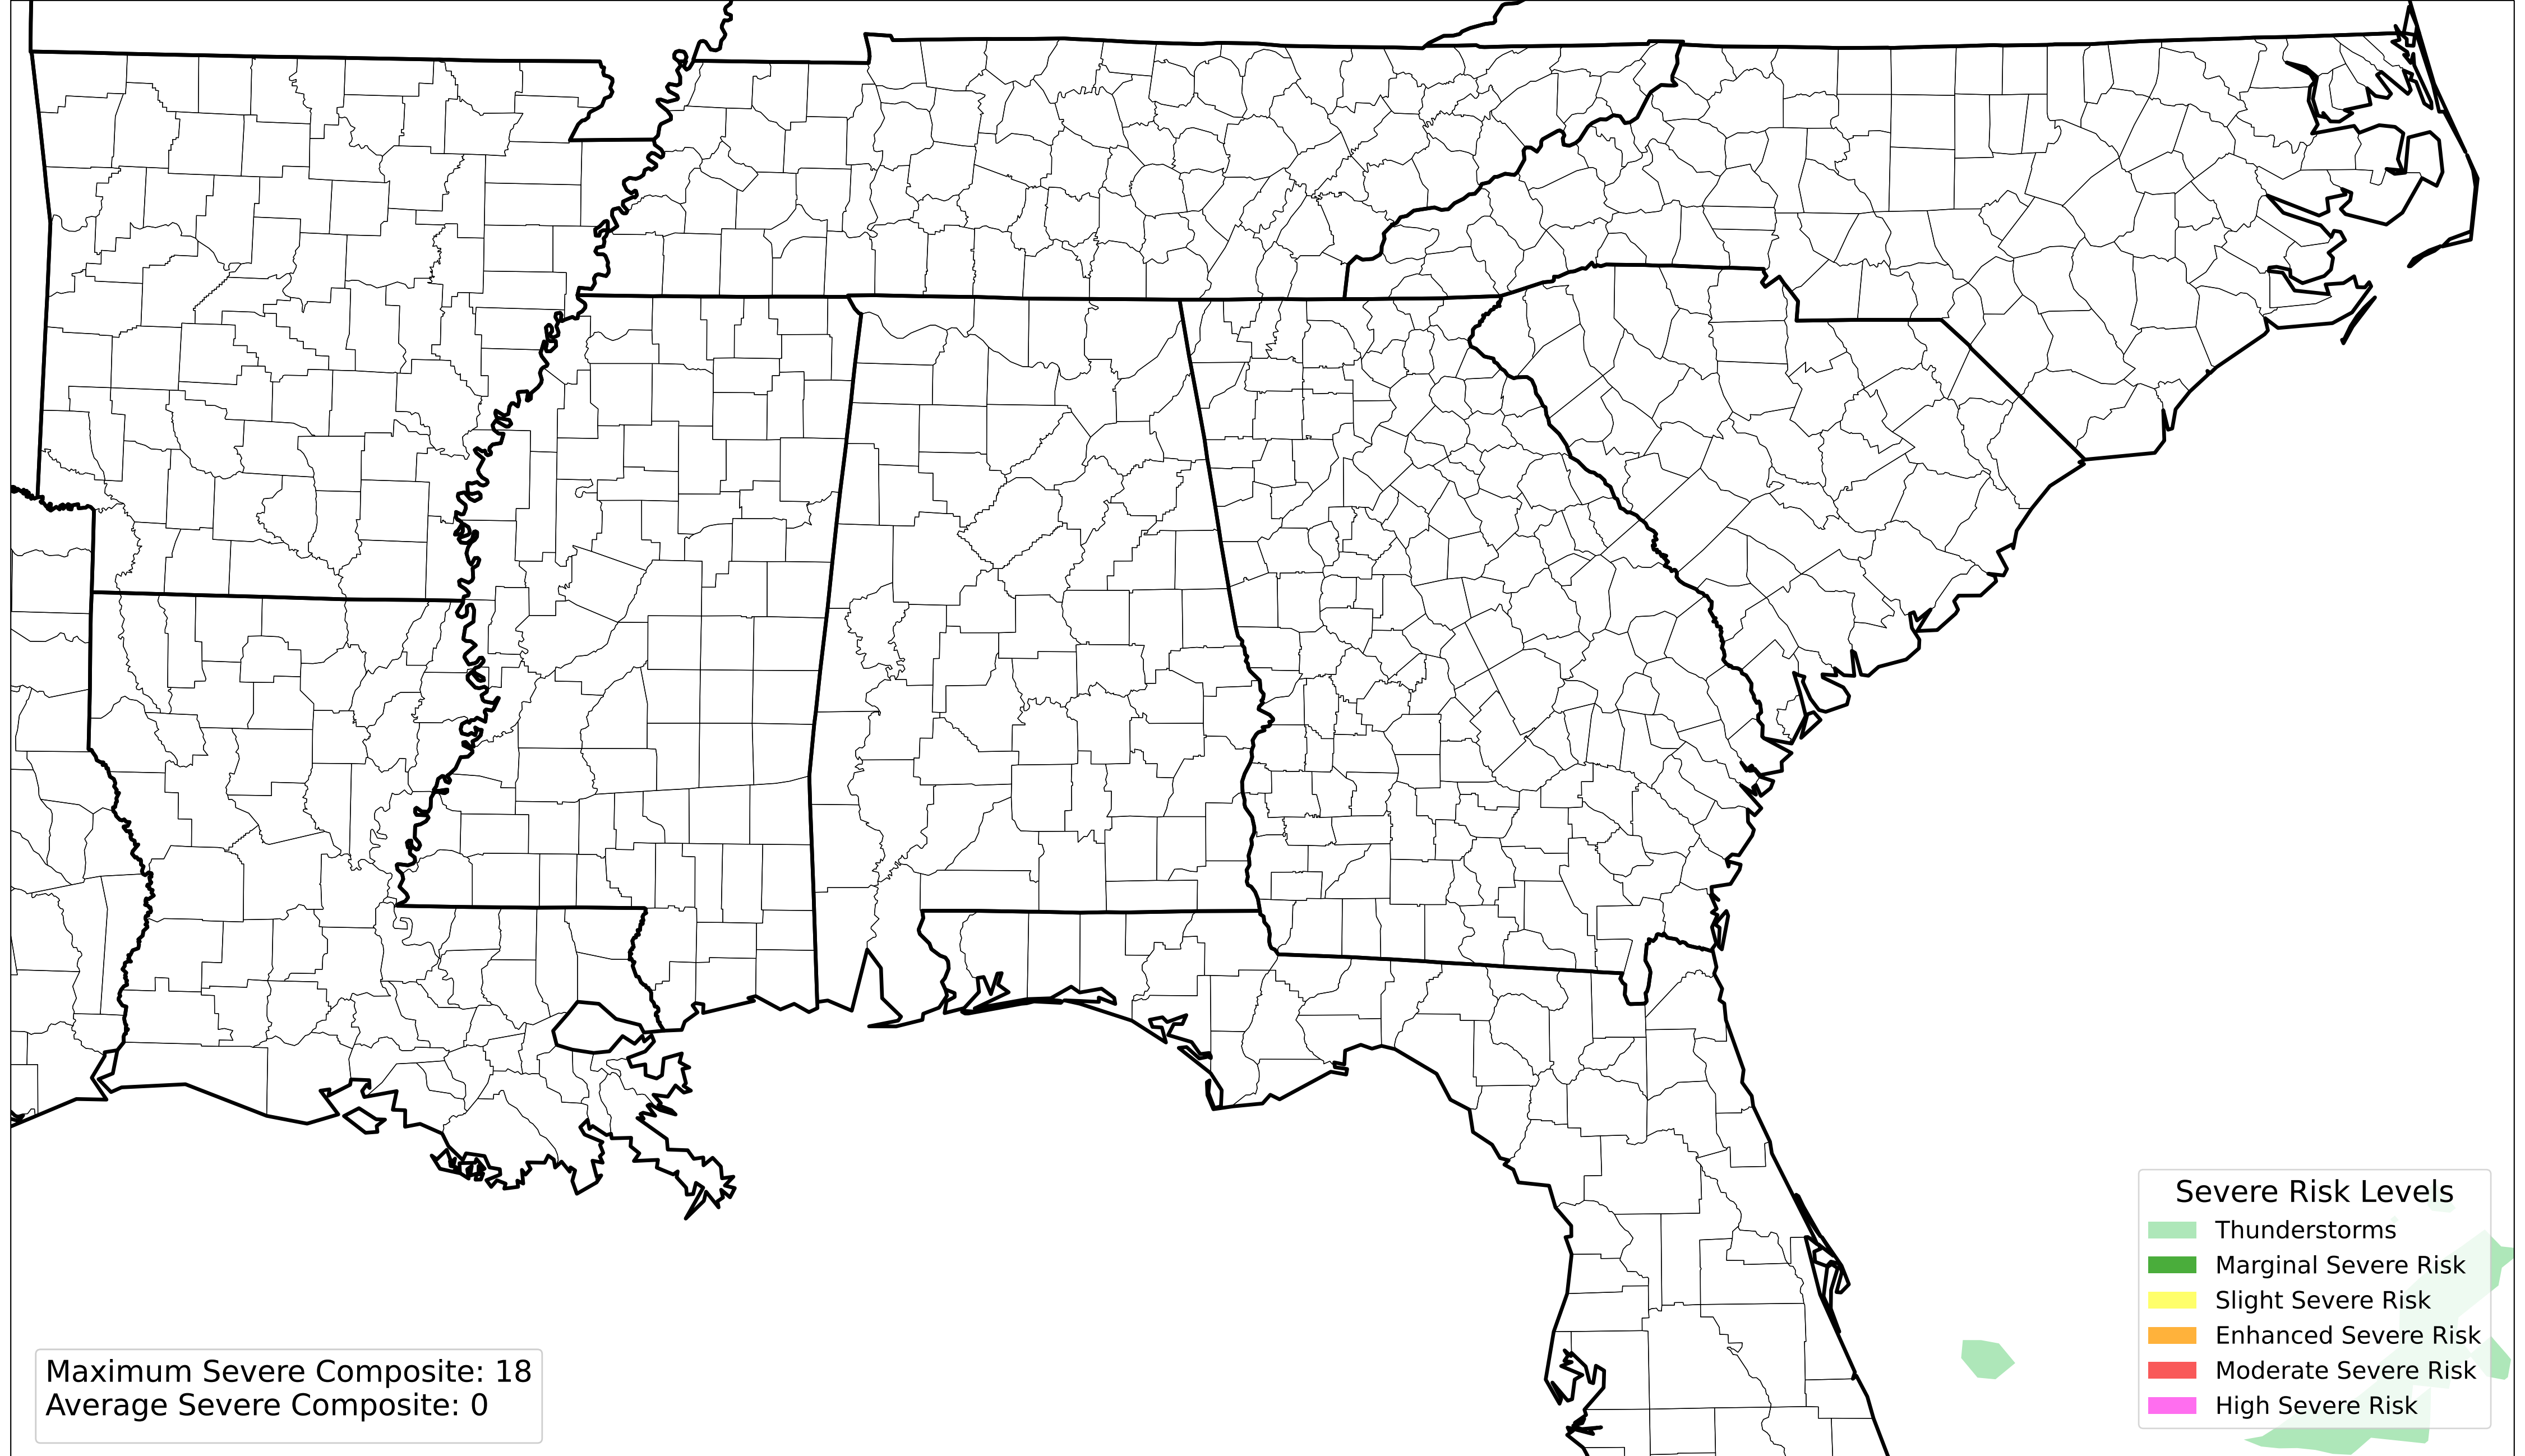 Severe Risk Levels
Thunderstorms
Marginal Severe Risk
Slight Severe Risk
Enhanced Severe Risk
Moderate Severe Risk
High Severe Risk
Maximum Severe Composite: 18
Average Severe Composite: 0